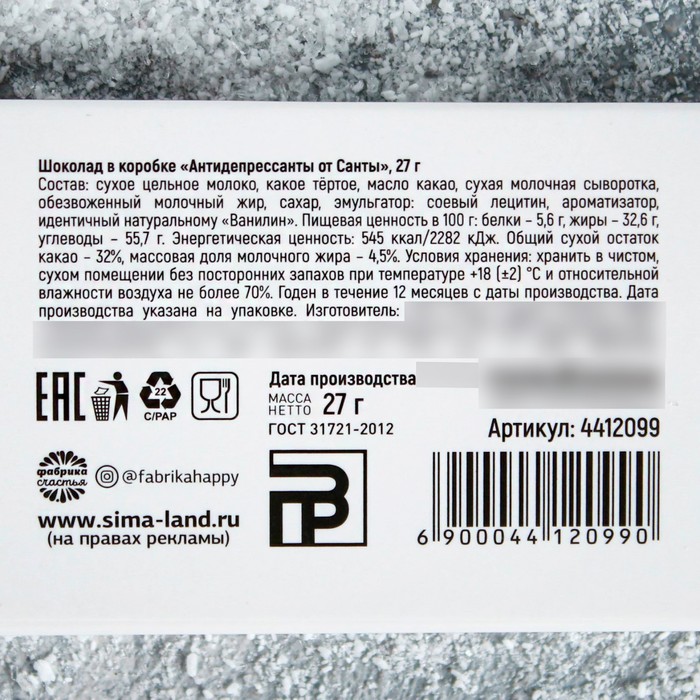 Шоколад в коробке «Антидепрессанты от Санты», 27 г
Состав: сухое цельное молоко, какое тёртое, масло какао, сухая молочная сыворотка,
обезвоженный молочный жир, сахар, эмульгатор: соевый лецитин, ароматизатор,
идентичный натуральному «Ванилин». Пищевая ценность в 100 г: белки – 5,6 г, жиры – 32,6 г,
углеводы – 55,7 г. Энергетическая ценность: 545 ккал/2282 кДж. Общий сухой остаток
какао – 32%, массовая доля молочного жира – 4,5%. Условия хранения: хранить в чистом,
сухом помещении без посторонних запахов при температуре +18 (±2) °С и относительной
влажности воздуха не более 70%. Годен в течение 12 месяцев с даты производства. Дата
производства указана на упаковке. Изготовитель:
EAC
22
C/PAP
Дата производства
МАССА НЕТТО 27 г
ГОСТ 31721-2012
Артикул: 4412099
фабрика счастья
@fabrikahappy
www.sima-land.ru
(на правах рекламы)
6 900044 120990